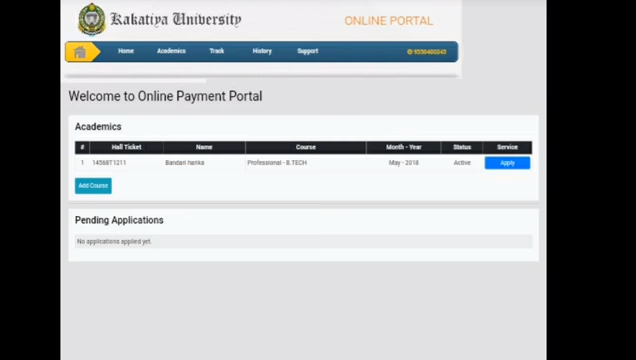 Kakatiya University
ONLINE PORTAL
Home Academics Track History Support 9550400345
Welcome to Online Payment Portal
Academics
# Hall Ticket Name Course Month - Year Status Service
1 14568T1211 Bandari harika Professional - B.TECH May - 2018 Active Apply
Add Course
Pending Applications
No applications applied yet.